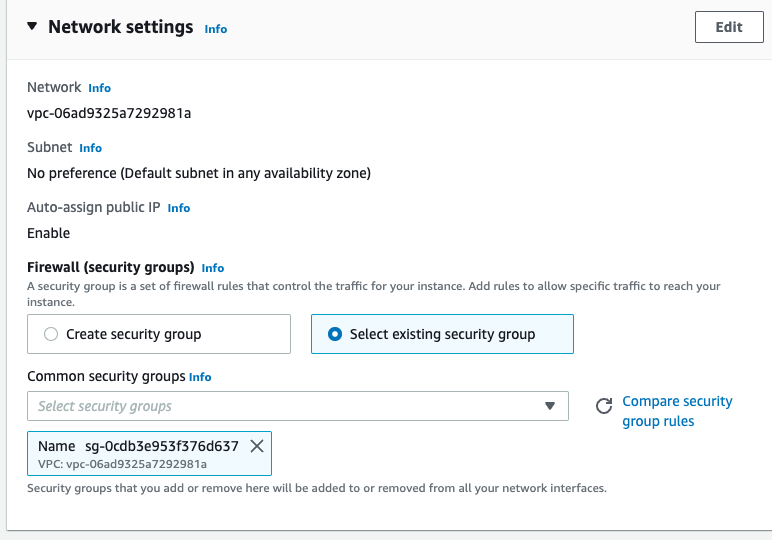 Network settings Info
Edit
Network Info
vpc-06ad9325a7292981a
Subnet Info
No preference (Default subnet in any availability zone)
Auto-assign public IP Info
Enable
Firewall (security groups) Info
A security group is a set of firewall rules that control the traffic for your instance. Add rules to allow specific traffic to reach your
instance.
Create security group
Select existing security group
Common security groups Info
Select security groups
Compare security
group rules
Name sg-0cdb3e953f376d637
VPC: vpc-06ad9325a7292981a
Security groups that you add or remove here will be added to or removed from all your network interfaces.